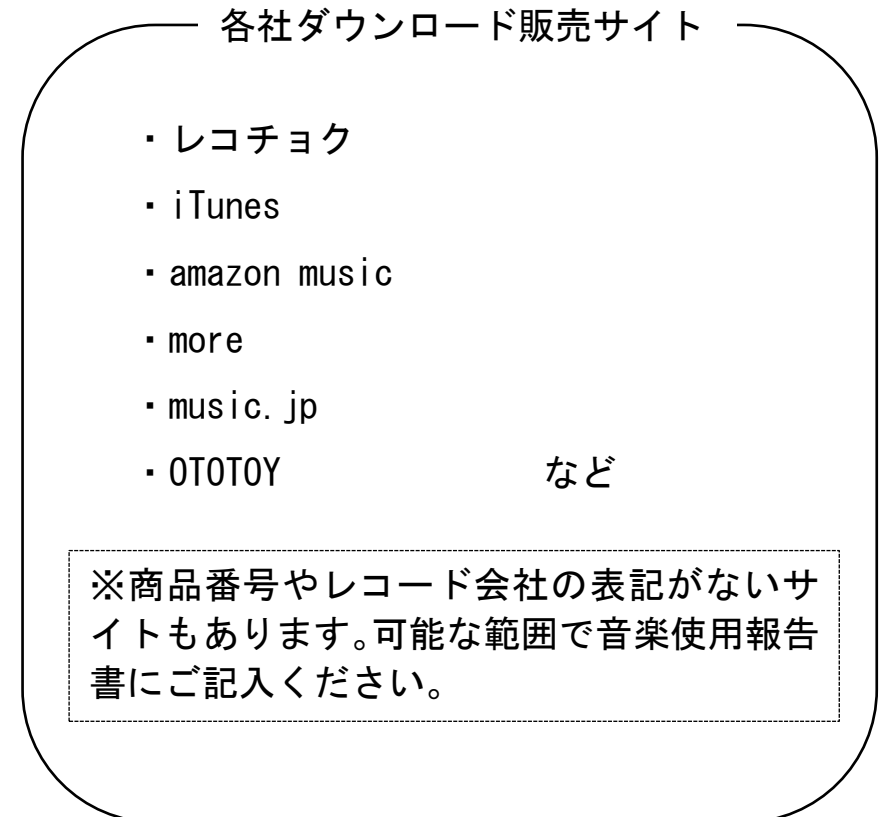 各社ダウンロード販売サイト
・レコチョク
・iTunes
・amazon music
・more
・music.jp
・OTOTOY など
※商品番号やレコード会社の表記がないサ
イトもあります。可能な範囲で音楽使用報告
書にご記入ください。